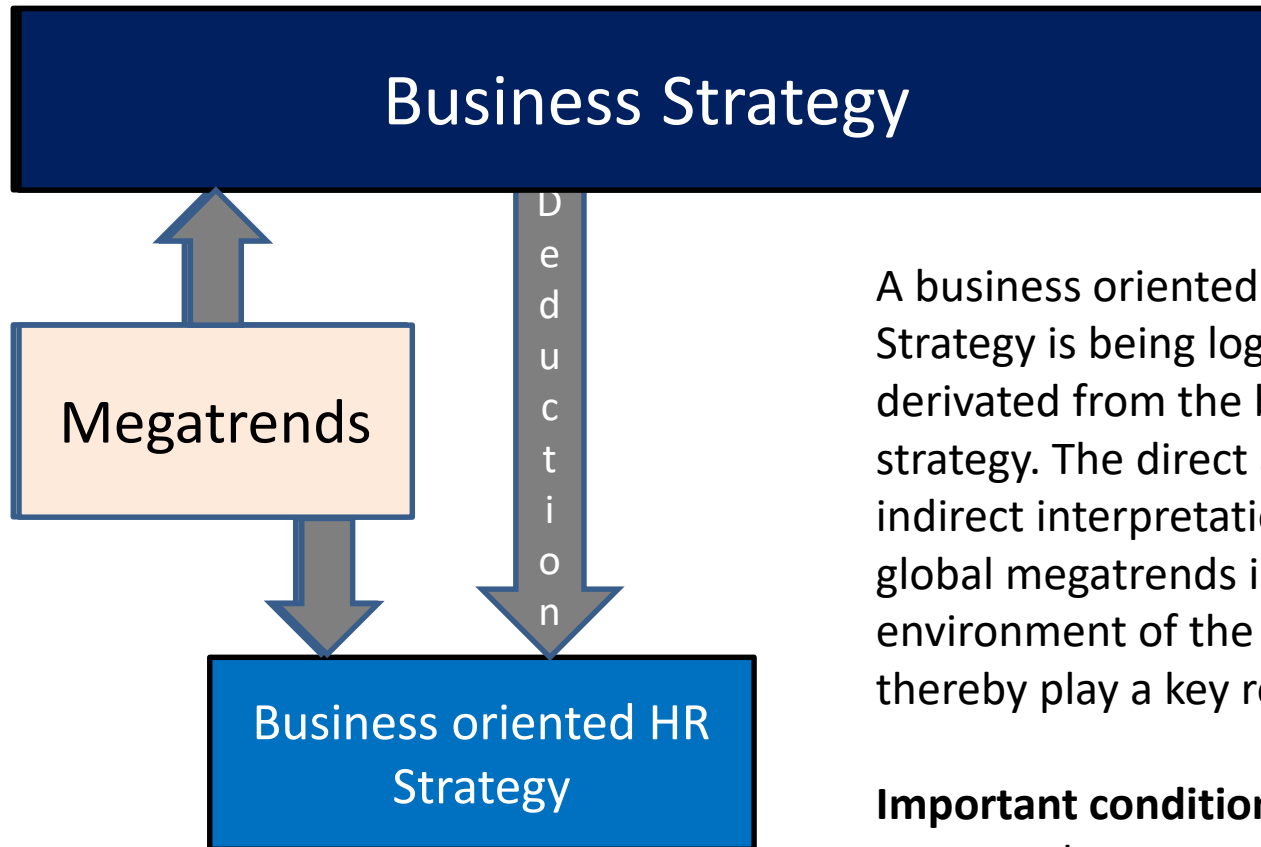 Business Strategy
Deduction
Megatrends
Business oriented HR
Strategy
A business oriented
Strategy is being log
derivated from the
strategy. The direct
indirect interpretati
global megatrends i
environment of the
thereby play a key r
Important condition